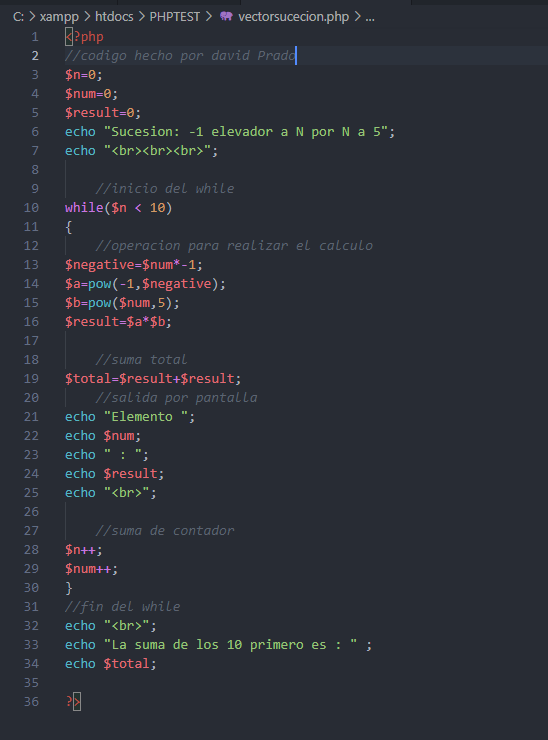 C: > xampp > htdocs > PHPTEST > vectorsucecion.php > ...
1 <?php
2 //codigo hecho por david Prado
3 $n=0;
4 $num=0;
5 $result=0;
6 echo "Sucesion: -1 elevador a N por N a 5";
7 echo "<br><br><br>";
8
9 //inicio del while
10 while($n < 10)
11 {
12 //operacion para realizar el calculo
13 $negative=$num*-1;
14 $a=pow(-1,$negative);
15 $b=pow($num,5);
16 $result=$a*$b;
17
18 //suma total
19 $total=$result+$result;
20 //salida por pantalla
21 echo "Elemento ";
22 echo $num;
23 echo " : ";
24 echo $result;
25 echo "<br>";
26
27 //suma de contador
28 $n++;
29 $num++;
30 }
31 //fin del while
32 echo "<br>";
33 echo "La suma de los 10 primero es : " ;
34 echo $total;
35
36 ?>